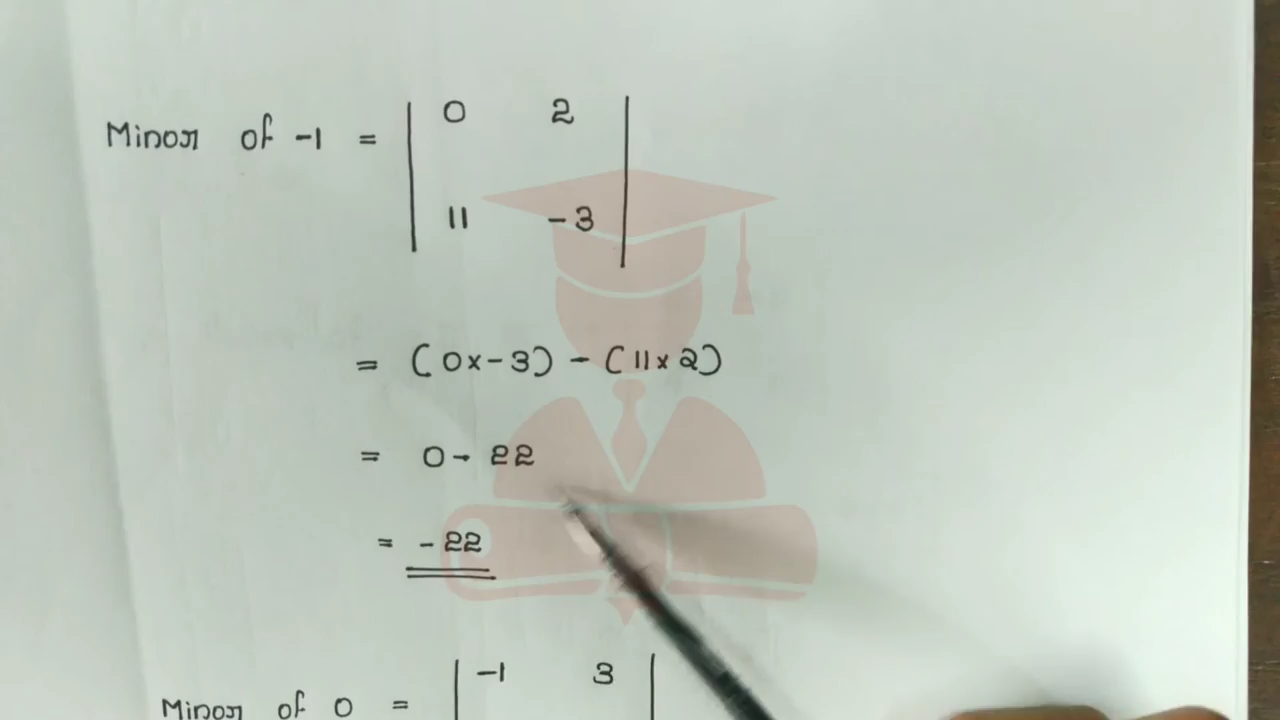 Minor of -1 = | 0 2 |
| 11 -3 |
= (0x-3) - (11x2)
= 0 - 22
= -22
Minor of 0 = | -1 3 |